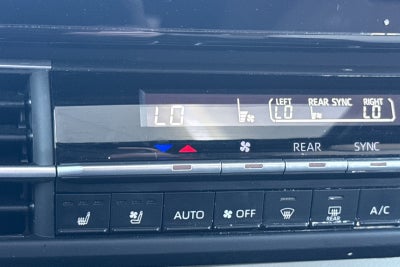 LEFT REAR SYNC RIGHT
LO LO LO
REAR SYNC
AUTO OFF REAR A/C